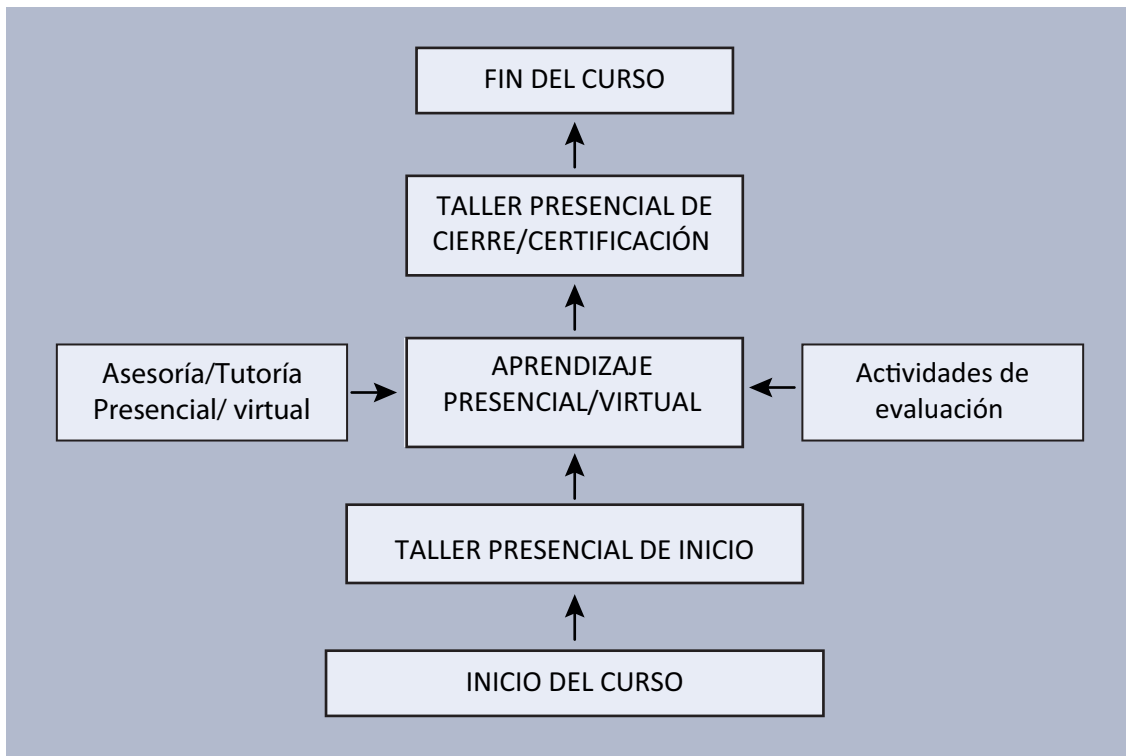 FIN DEL CURSO
TALLER PRESENCIAL DE
CIERRE/CERTIFICACIÓN
Asesoría/Tutoría
Presencial/ virtual
APRENDIZAJE
PRESENCIAL/VIRTUAL
Actividades de
evaluación
TALLER PRESENCIAL DE INICIO
INICIO DEL CURSO